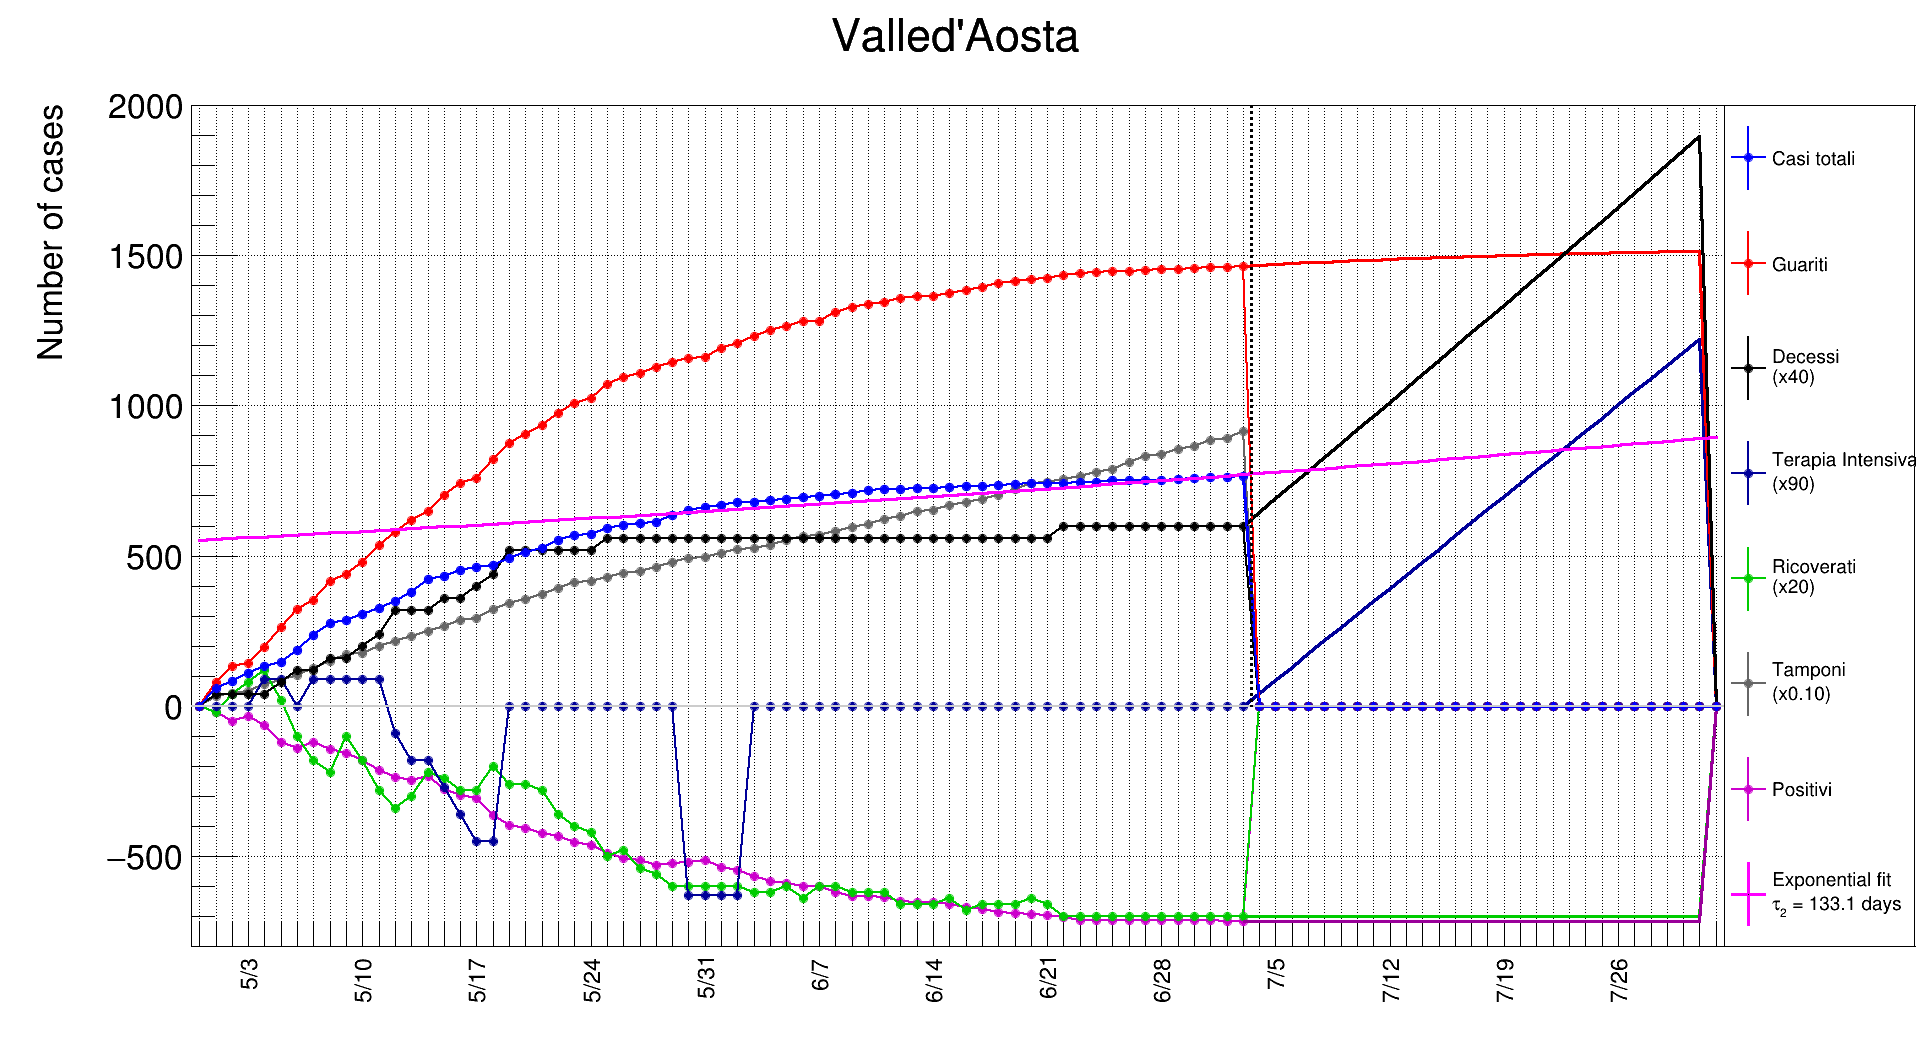 Valled'Aosta
Number of cases
2000
1500
1000
500
0
−500
5/3
5/10
5/17
5/24
5/31
6/7
6/14
6/21
6/28
7/5
7/12
7/19
7/26
Casi totali
Guariti
Decessi
(x40)
Terapia Intensiva
(x90)
Ricoverati
(x20)
Tamponi
(x0.10)
Positivi
Exponential fit
τ2 = 133.1 days